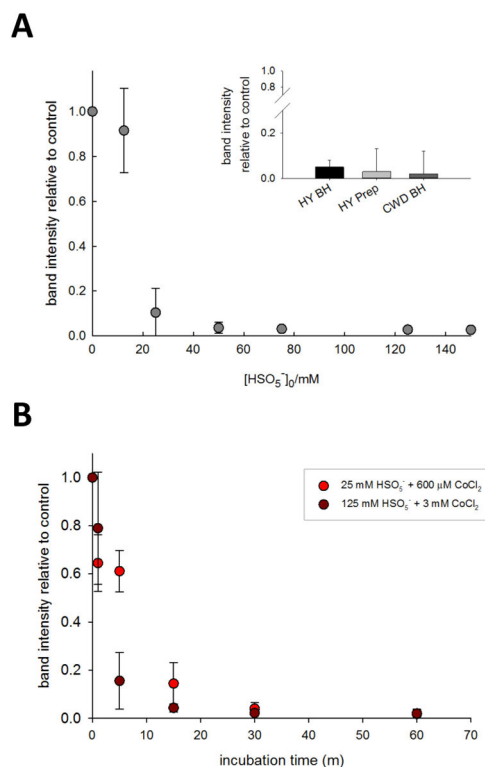 A
band intensity relative to control
1.0
0.8
0.6
0.4
0.2
0.0
0
20
40
60
80
100
120
140
[HSO₅⁻]₀/mM
band intensity
relative to control
1.0
0.8
0.2
0.0
HY BH
HY Prep
CWD BH
B
band intensity relative to control
1.0
0.8
0.6
0.4
0.2
0.0
25 mM HSO₅⁻ + 600 μM CoCl₂
125 mM HSO₅⁻ + 3 mM CoCl₂
0
10
20
30
40
50
60
70
incubation time (m)